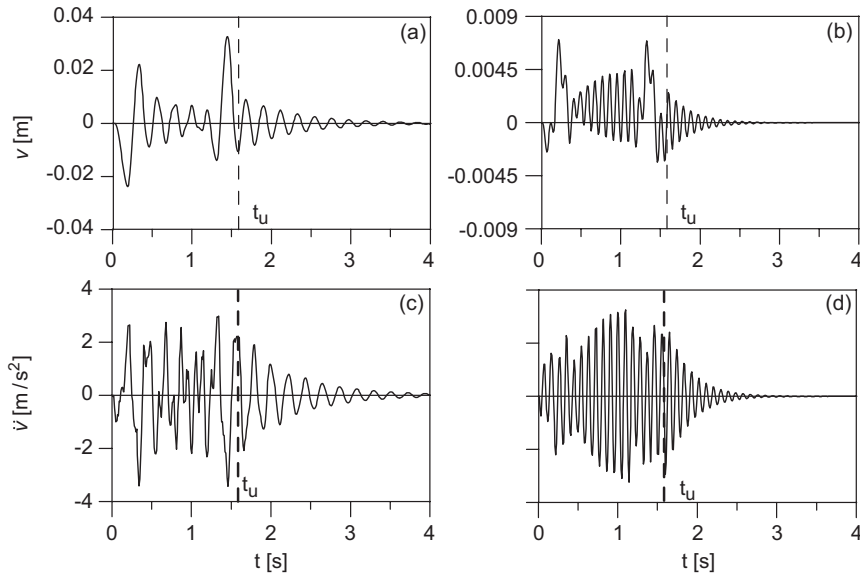 (a)
0.04
0.02
0
-0.02
-0.04
v [m]
t_u
0 1 2 3 4
(b)
0.009
0.0045
0
-0.0045
-0.009
t_u
0 1 2 3 4
(c)
4
2
0
-2
-4
v̈ [m/s²]
t_u
0 1 2 3 4
t [s]
(d)
t_u
0 1 2 3 4
t [s]